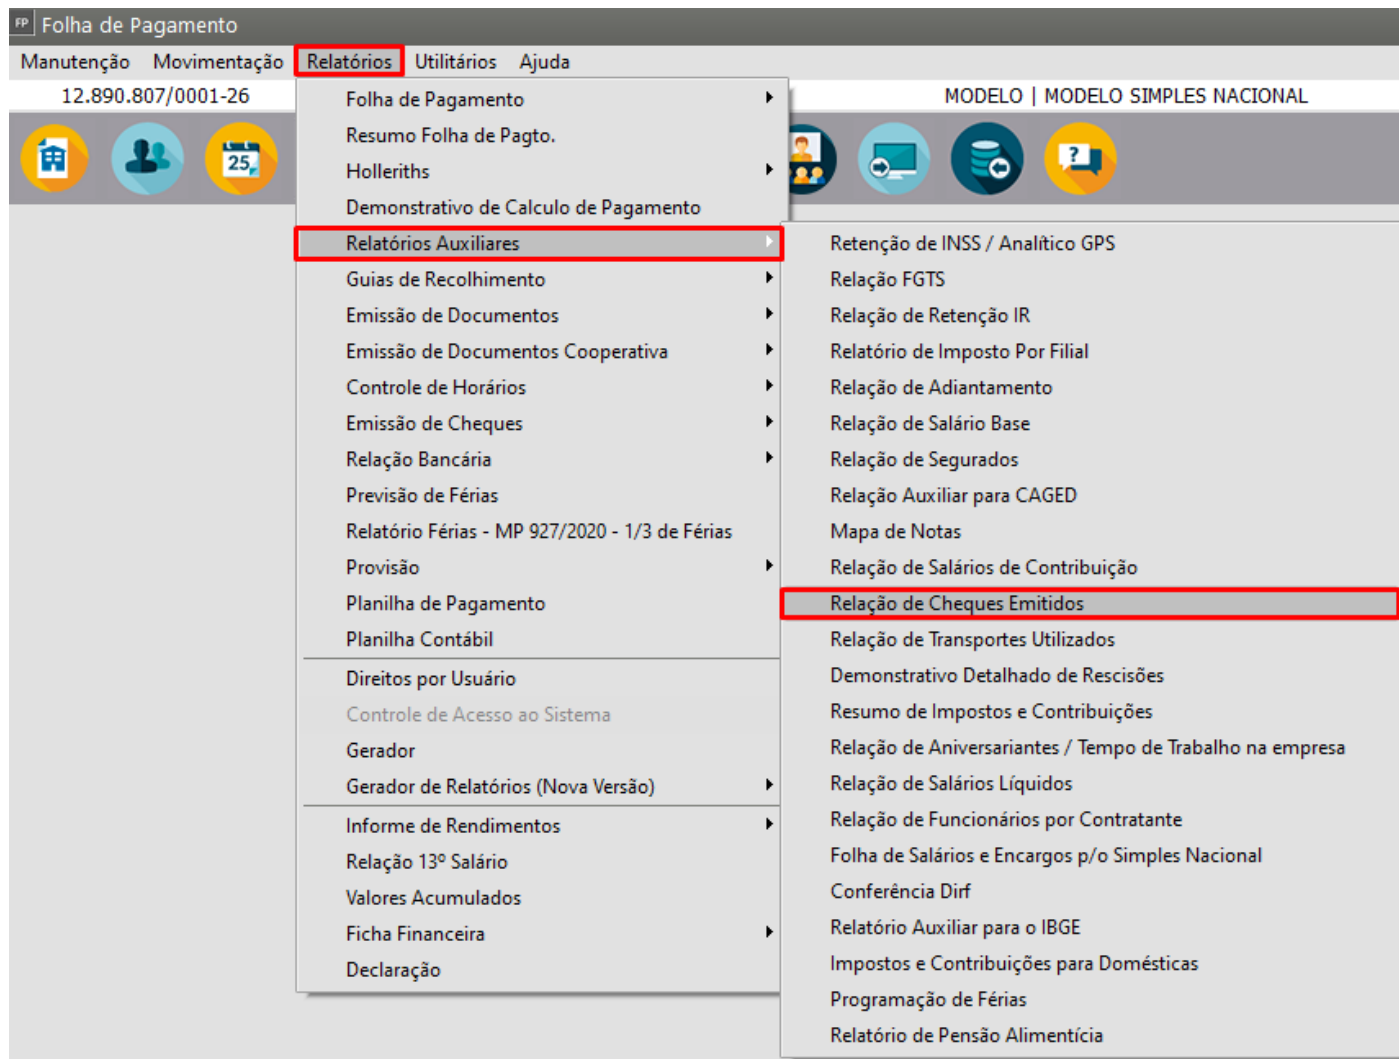 FP Folha de Pagamento
Manutenção Movimentação Relatórios Utilitários Ajuda
12.890.807/0001-26 MODELO | MODELO SIMPLES NACIONAL
25
?
Folha de Pagamento
Resumo Folha de Pagto.
Holleriths
Demonstrativo de Calculo de Pagamento
Relatórios Auxiliares
Guias de Recolhimento
Emissão de Documentos
Emissão de Documentos Cooperativa
Controle de Horários
Emissão de Cheques
Relação Bancária
Previsão de Férias
Relatório Férias - MP 927/2020 - 1/3 de Férias
Provisão
Planilha de Pagamento
Planilha Contábil
Direitos por Usuário
Controle de Acesso ao Sistema
Gerador
Gerador de Relatórios (Nova Versão)
Informe de Rendimentos
Relação 13º Salário
Valores Acumulados
Ficha Financeira
Declaração
Retenção de INSS / Analítico GPS
Relação FGTS
Relação de Retenção IR
Relatório de Imposto Por Filial
Relação de Adiantamento
Relação de Salário Base
Relação de Segurados
Relação Auxiliar para CAGED
Mapa de Notas
Relação de Salários de Contribuição
Relação de Cheques Emitidos
Relação de Transportes Utilizados
Demonstrativo Detalhado de Rescisões
Resumo de Impostos e Contribuições
Relação de Aniversariantes / Tempo de Trabalho na empresa
Relação de Salários Líquidos
Relação de Funcionários por Contratante
Folha de Salários e Encargos p/o Simples Nacional
Conferência Dirf
Relatório Auxiliar para o IBGE
Impostos e Contribuições para Domésticas
Programação de Férias
Relatório de Pensão Alimentícia